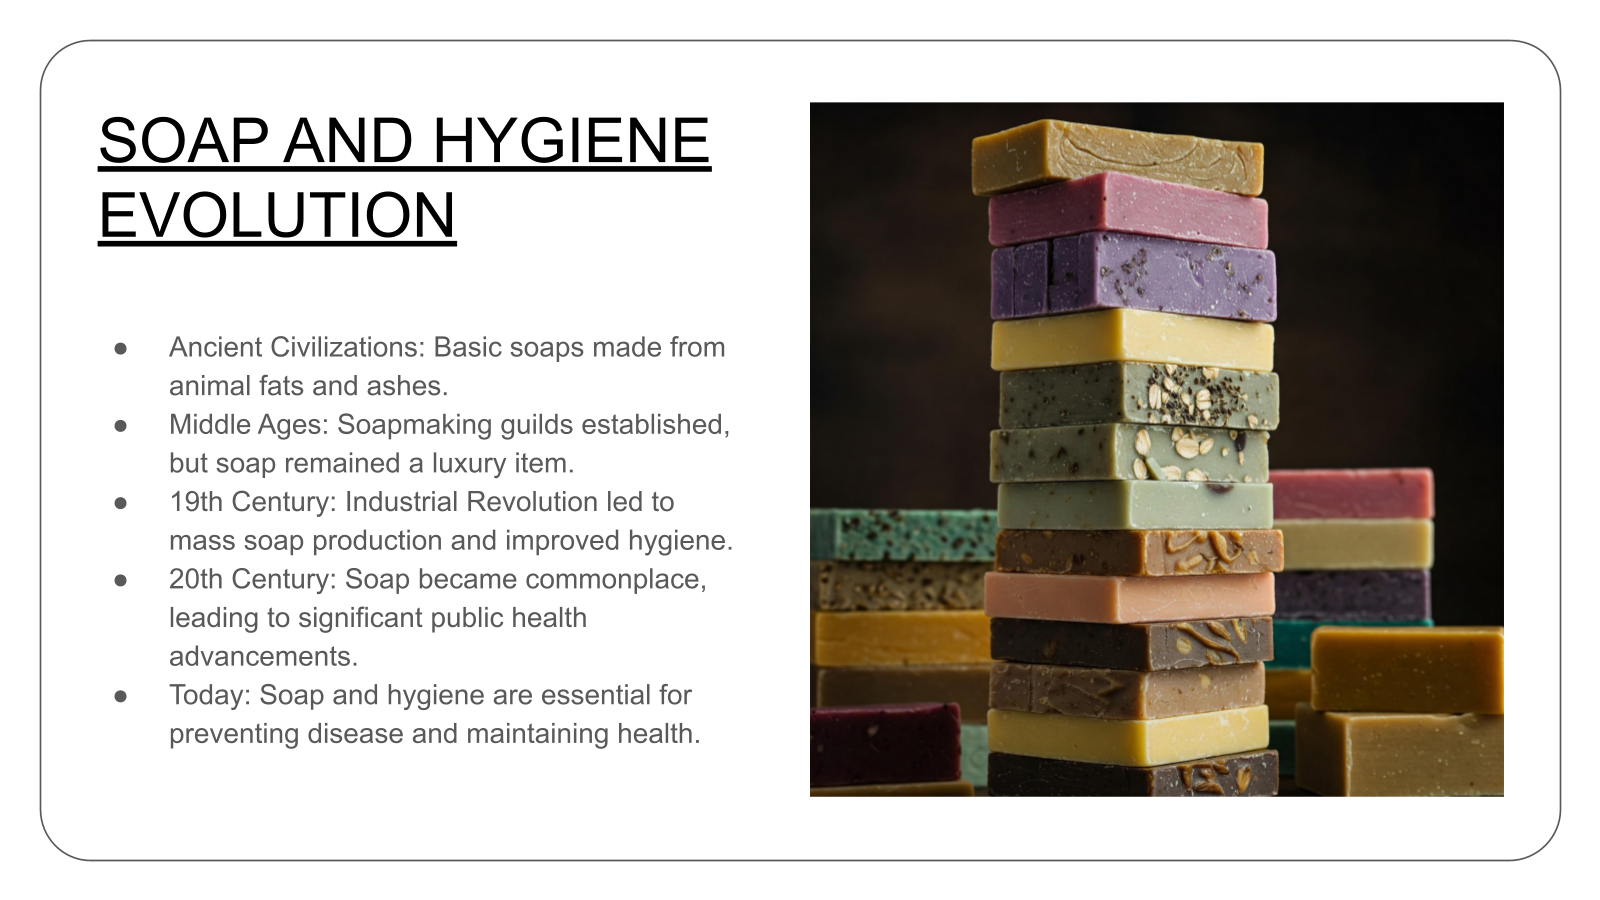 SOAP AND HYGIENE
EVOLUTION
● Ancient Civilizations: Basic soaps made from
animal fats and ashes.
● Middle Ages: Soapmaking guilds established,
but soap remained a luxury item.
● 19th Century: Industrial Revolution led to
mass soap production and improved hygiene.
● 20th Century: Soap became commonplace,
leading to significant public health
advancements.
● Today: Soap and hygiene are essential for
preventing disease and maintaining health.